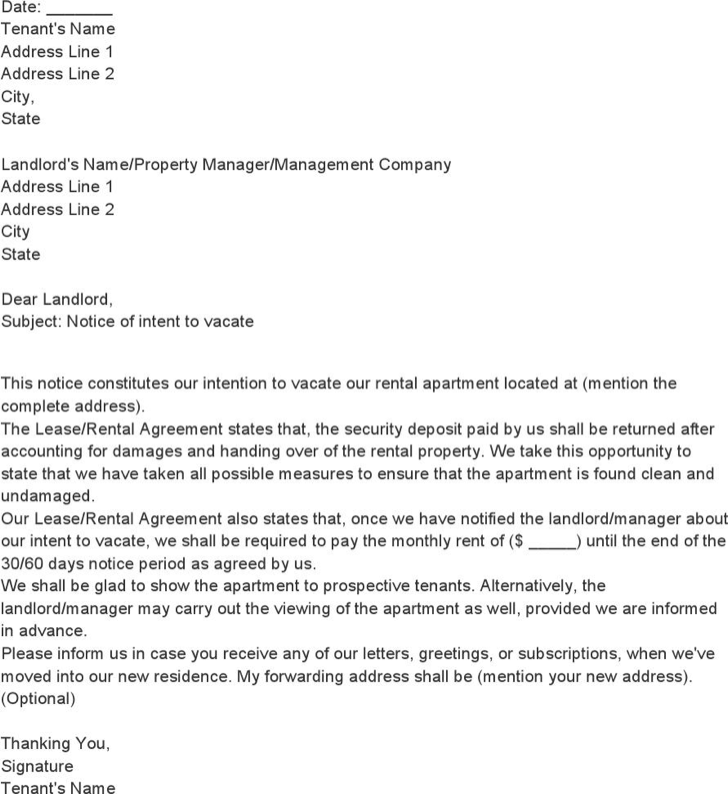 Date: _______
Tenant's Name
Address Line 1
Address Line 2
City,
State
Landlord's Name/Property Manager/Management Company
Address Line 1
Address Line 2
City
State
Dear Landlord,
Subject: Notice of intent to vacate
This notice constitutes our intention to vacate our rental apartment located at (mention the
complete address).
The Lease/Rental Agreement states that, the security deposit paid by us shall be returned after
accounting for damages and handing over of the rental property. We take this opportunity to
state that we have taken all possible measures to ensure that the apartment is found clean and
undamaged.
Our Lease/Rental Agreement also states that, once we have notified the landlord/manager about
our intent to vacate, we shall be required to pay the monthly rent of ($ _____) until the end of the
30/60 days notice period as agreed by us.
We shall be glad to show the apartment to prospective tenants. Alternatively, the
landlord/manager may carry out the viewing of the apartment as well, provided we are informed
in advance.
Please inform us in case you receive any of our letters, greetings, or subscriptions, when we've
moved into our new residence. My forwarding address shall be (mention your new address).
(Optional)
Thanking You,
Signature
Tenant's Name